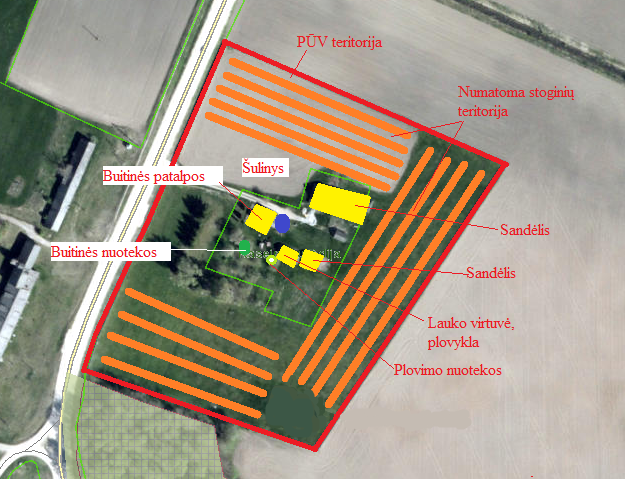 PŪV teritorija
Numatoma stoginių
teritorija
Šulinys
Buitinės patalpos
Sandėlis
Buitinės nuotekos
Sandėlis
Lauko virtuvė,
plovykla
Plovimo nuotekos